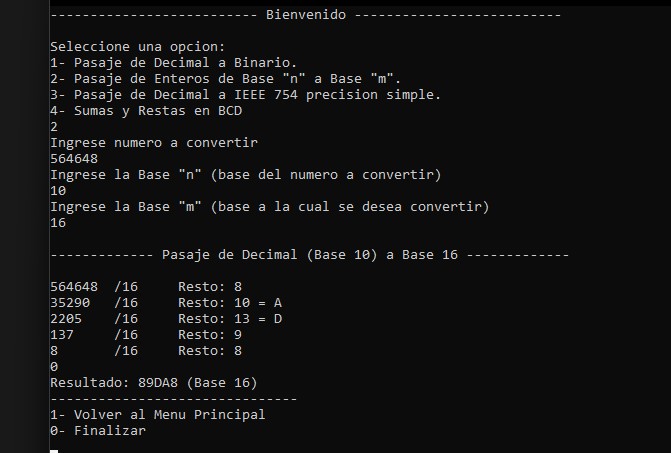 -------------------------- Bienvenido --------------------------
Seleccione una opcion:
1- Pasaje de Decimal a Binario.
2- Pasaje de Enteros de Base "n" a Base "m".
3- Pasaje de Decimal a IEEE 754 precision simple.
4- Sumas y Restas en BCD
2
Ingrese numero a convertir
564648
Ingrese la Base "n" (base del numero a convertir)
10
Ingrese la Base "m" (base a la cual se desea convertir)
16
------------- Pasaje de Decimal (Base 10) a Base 16 -------------
564648  /16     Resto: 8
35290   /16     Resto: 10 = A
2205    /16     Resto: 13 = D
137     /16     Resto: 9
8       /16     Resto: 8
0
Resultado: 89DA8 (Base 16)
-------------------------------
1- Volver al Menu Principal
0- Finalizar